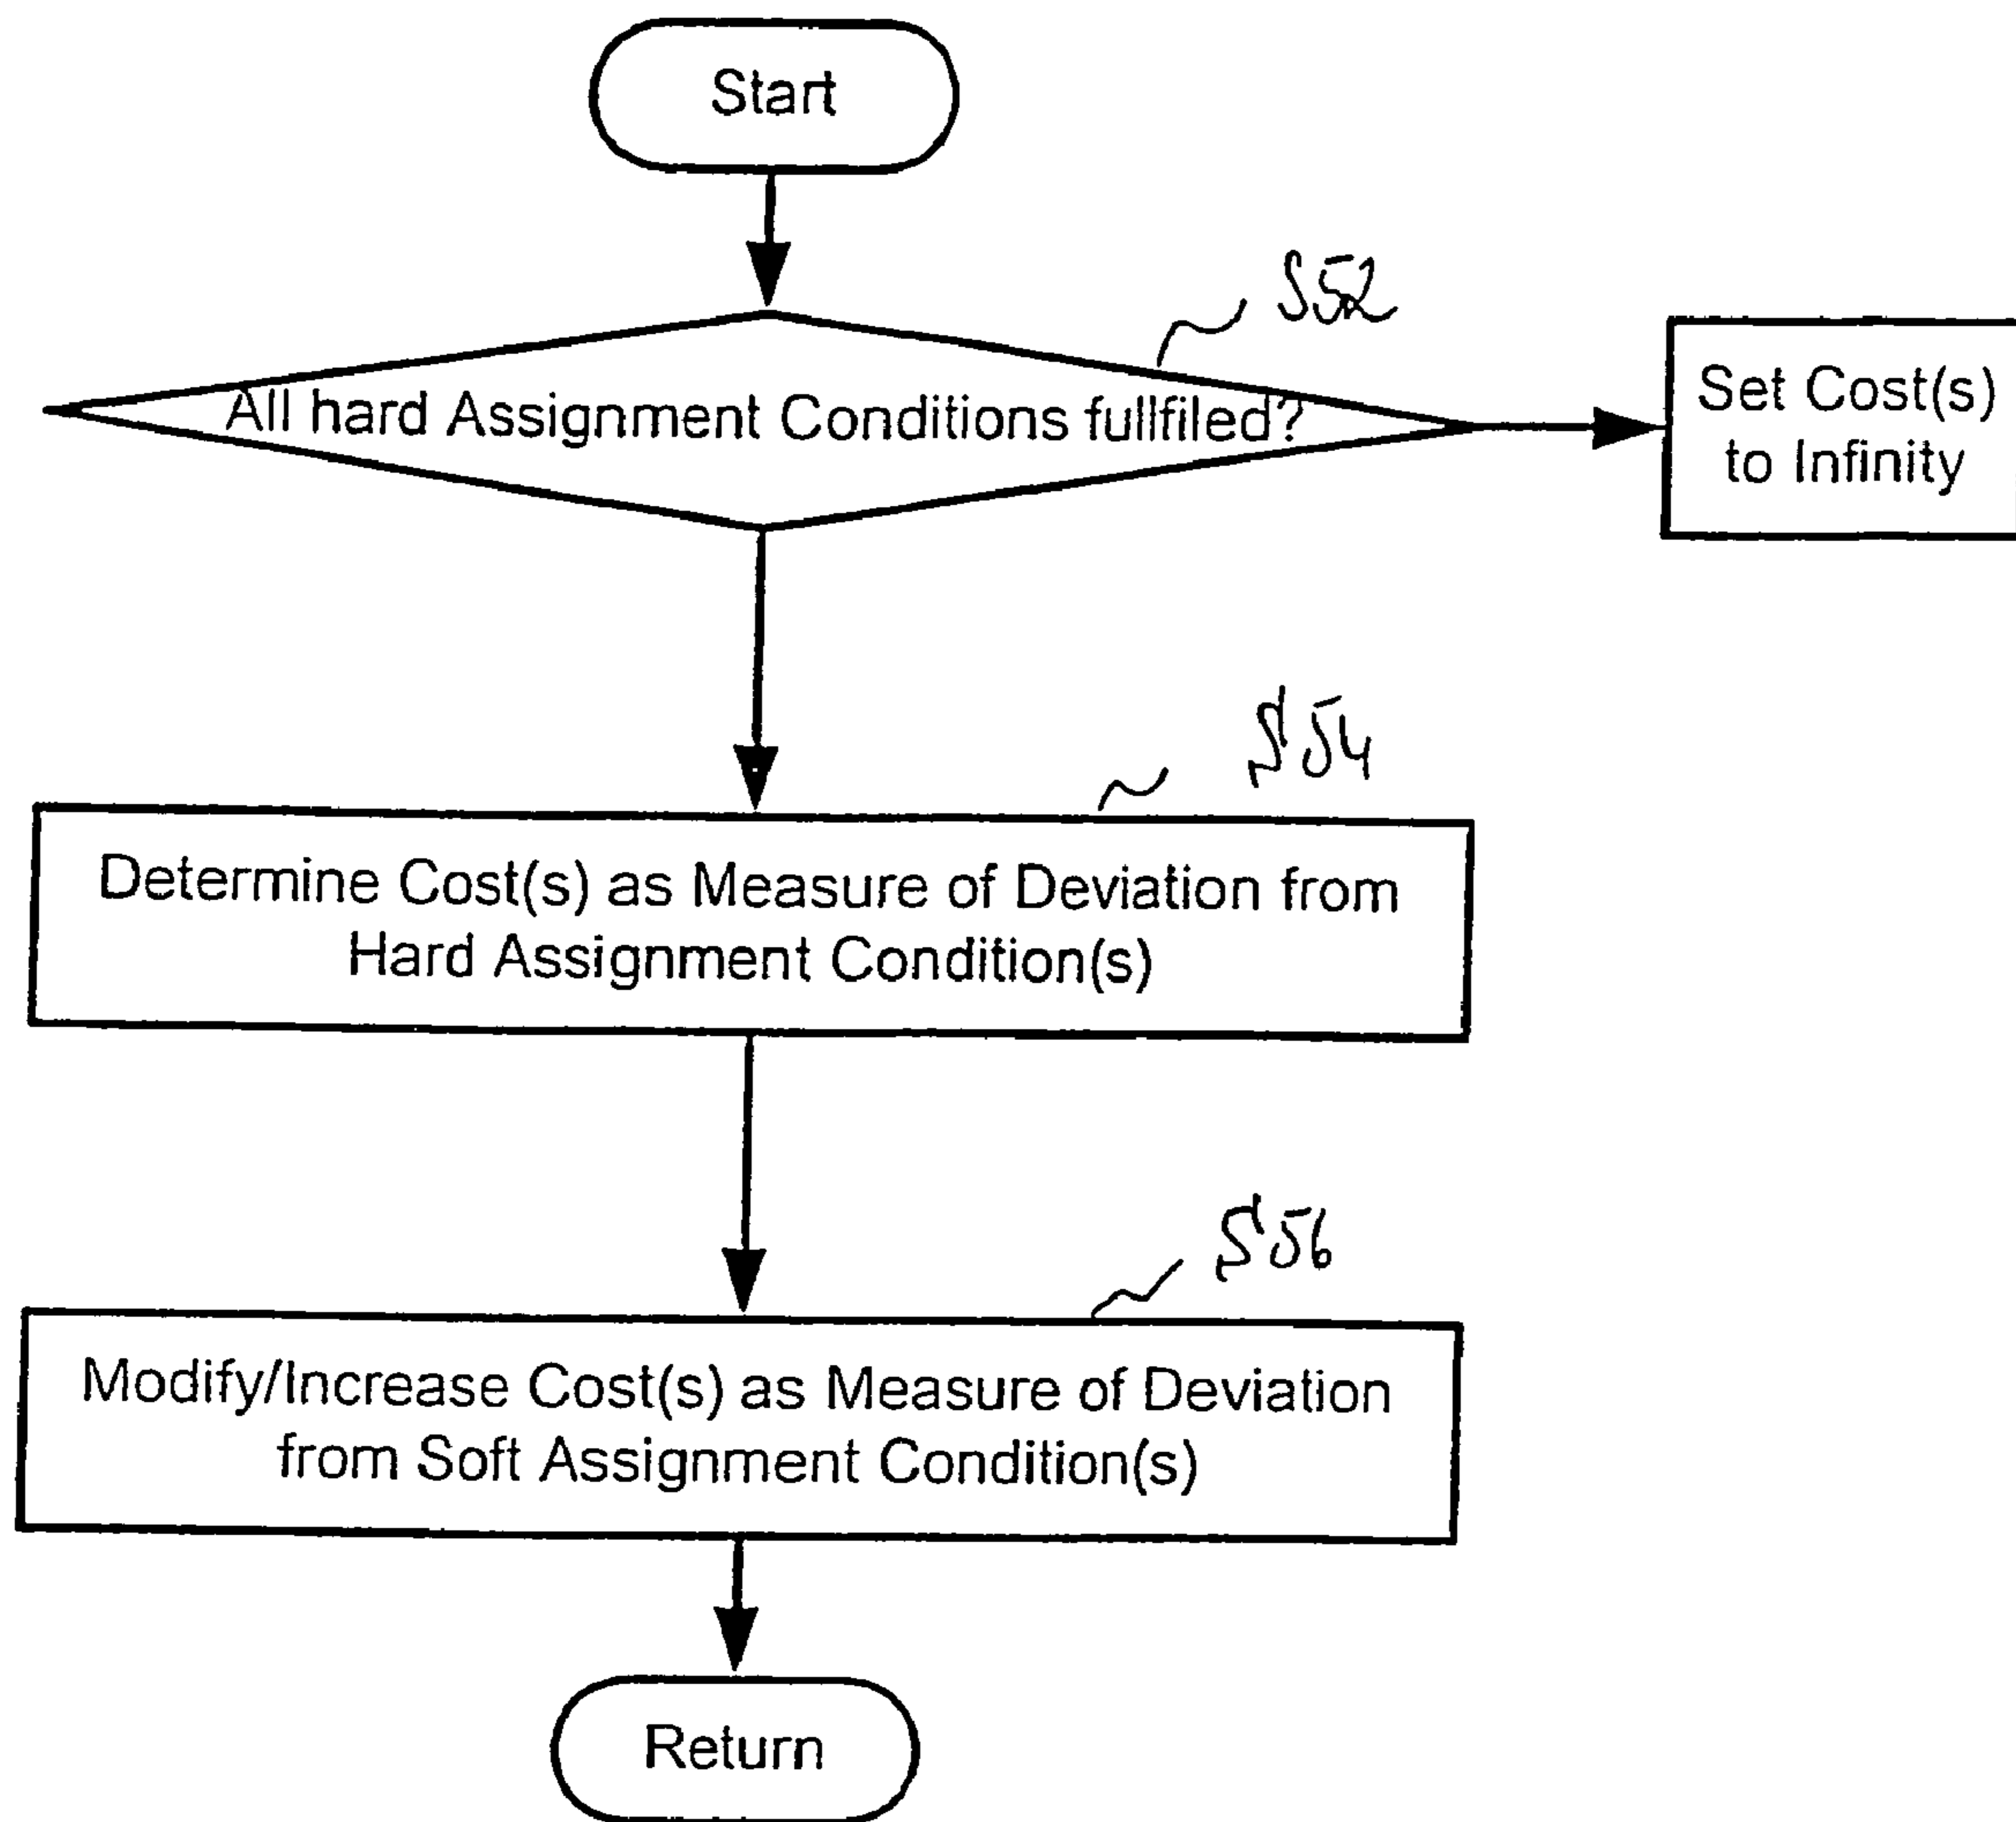 Start
S52
All hard Assignment Conditions fullfiled?
Set Cost(s)
to Infinity
S54
Determine Cost(s) as Measure of Deviation from
Hard Assignment Condition(s)
S56
Modify/Increase Cost(s) as Measure of Deviation
from Soft Assignment Condition(s)
Return